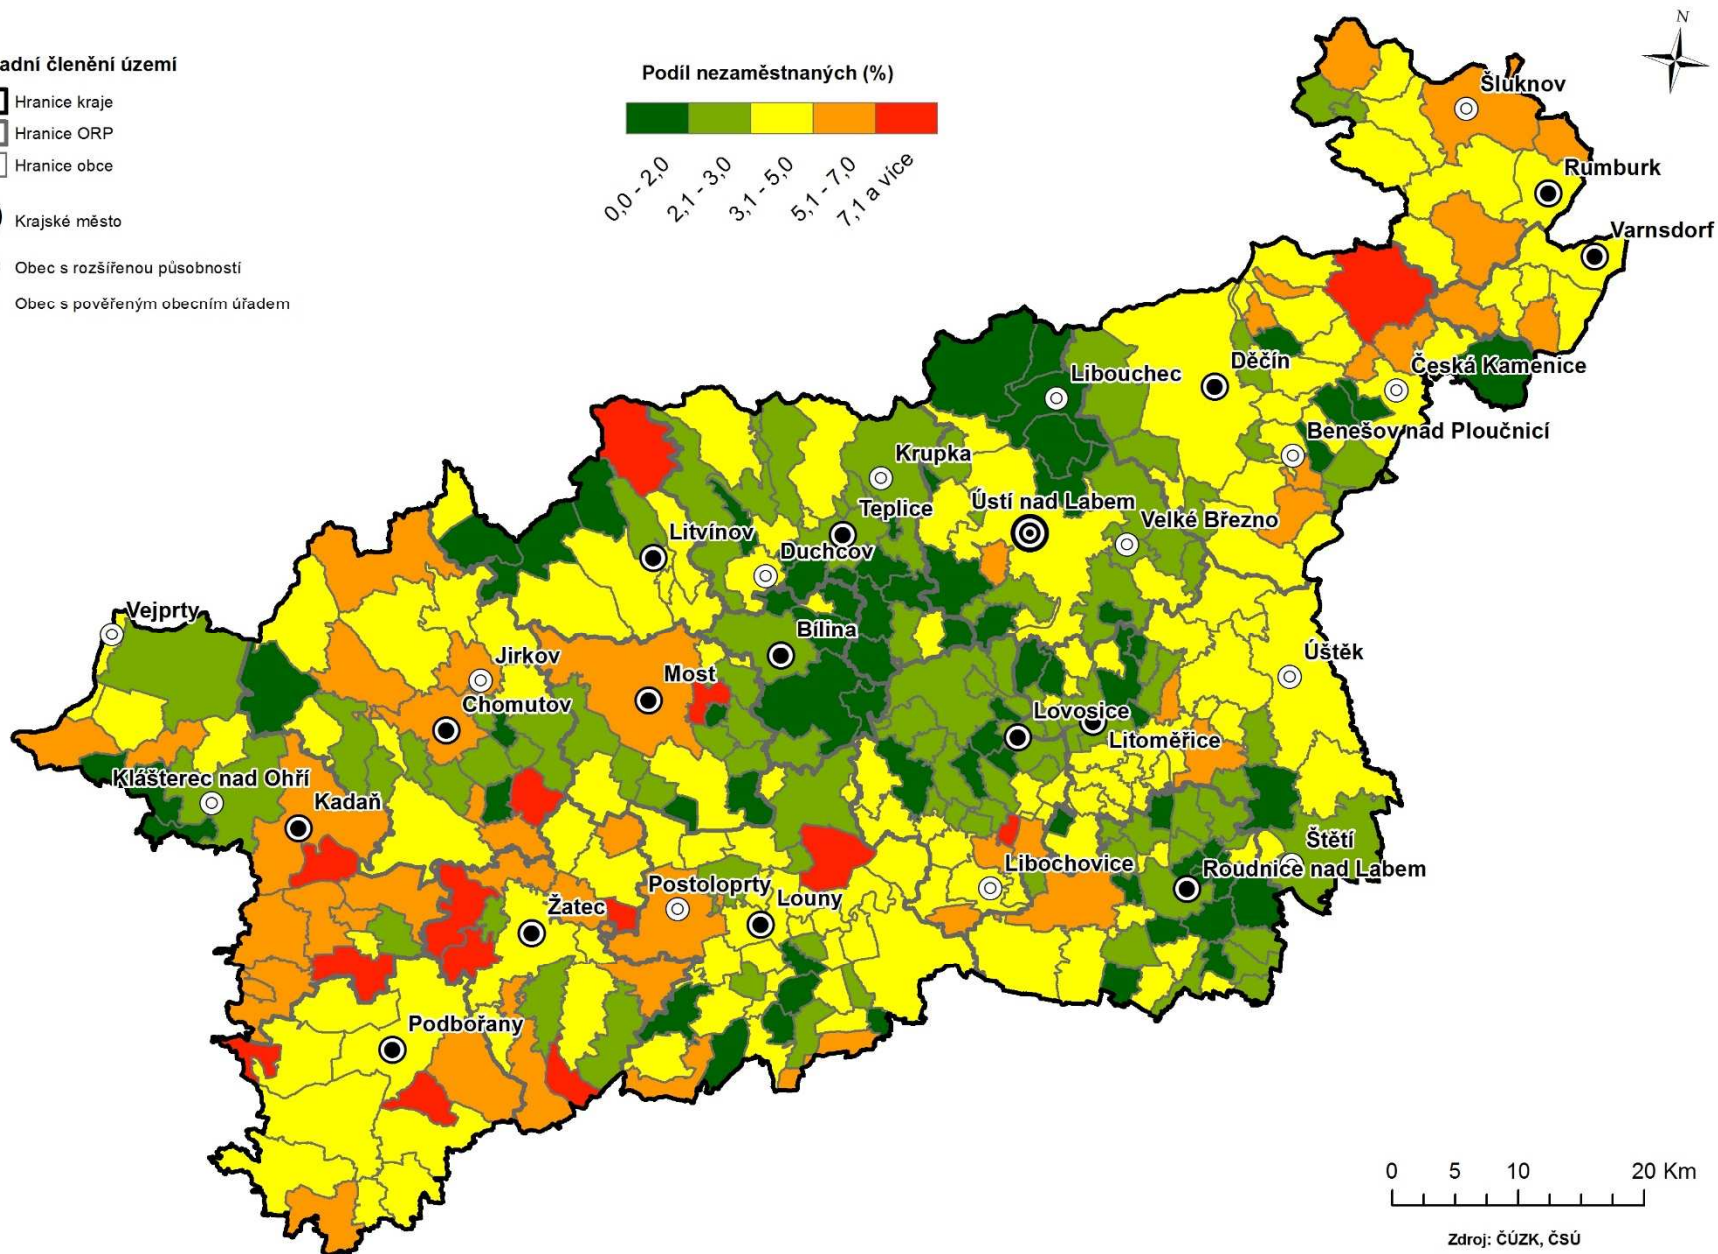 adní členění území
Hranice kraje
Hranice ORP
Hranice obce
Krajské město
Obec s rozšířenou působností
Obec s pověřeným obecním úřadem
Podíl nezaměstnaných (%)
0,0 - 2,0
2,1 - 3,0
3,1 - 5,0
5,1 - 7,0
7,1 a více
N
Šluknov
Rumburk
Varnsdorf
Děčín
Česká Kamenice
Libouchec
Benešov nad Ploučnicí
Krupka
Teplice
Ústí nad Labem
Velké Březno
Litvínov
Duchcov
Vejprty
Bílina
Jirkov
Most
Úštěk
Chomutov
Lovosice
Litoměřice
Klášterec nad Ohří
Kadaň
Štětí
Libochovice
Roudnice nad Labem
Postoloprty
Louny
Žatec
Podbořany
0 5 10 20 Km
Zdroj: ČÚZK, ČSÚ